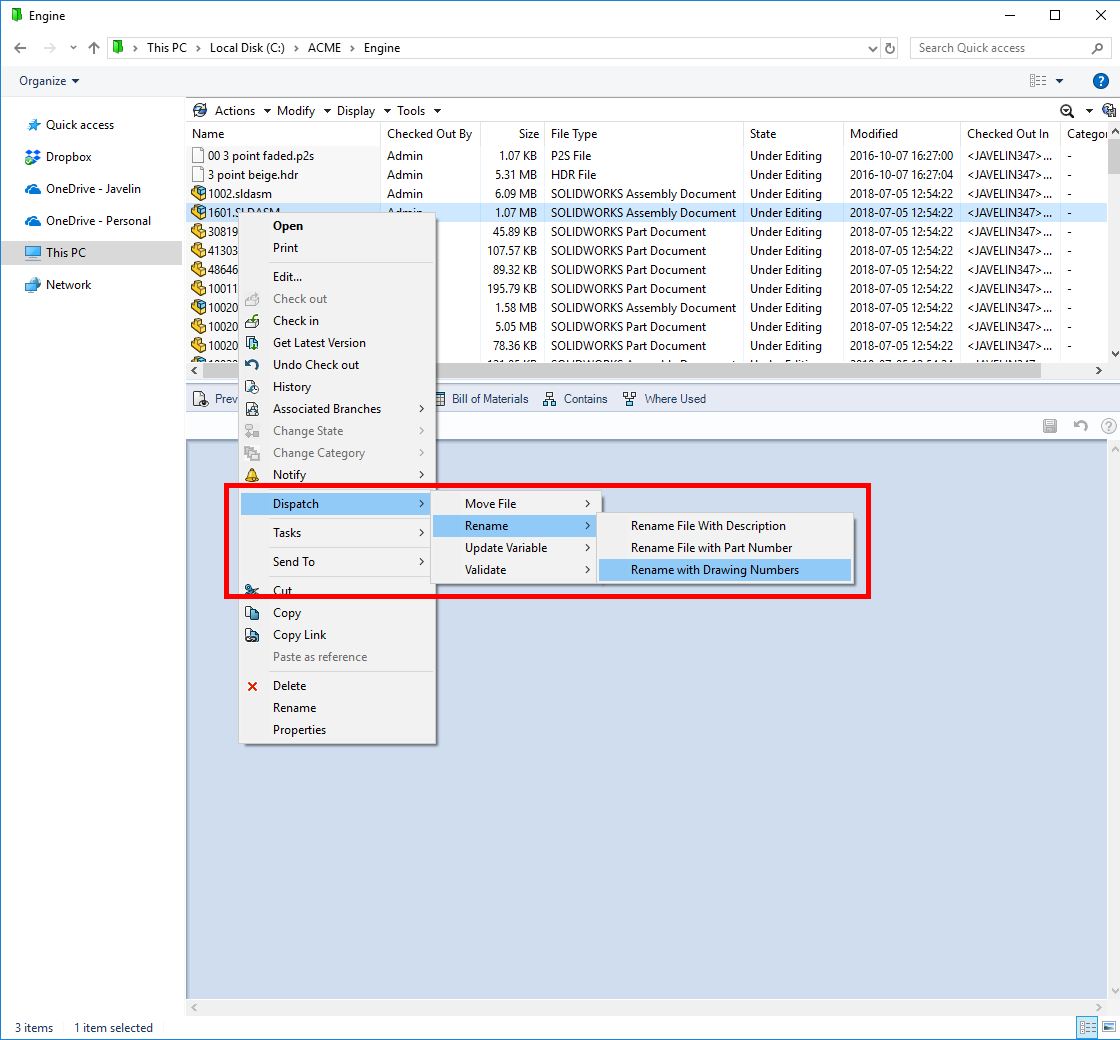 Engine
This PC > Local Disk (C:) > ACME > Engine
Search Quick access
Organize
Quick access
Dropbox
OneDrive - Javelin
OneDrive - Personal
This PC
Network
Actions Modify Display Tools
Name Checked Out By Size File Type State Modified Checked Out In Categor
00 3 point faded.p2s Admin 1.07 KB P2S File Under Editing 2016-10-07 16:27:00 <JAVELIN347>... -
3 point beige.hdr Admin 5.31 MB HDR File Under Editing 2016-10-07 16:27:04 <JAVELIN347>... -
1002.sldasm Admin 6.09 MB SOLIDWORKS Assembly Document Under Editing 2018-07-05 12:54:22 <JAVELIN347>... -
1601.SLDASM Admin 1.07 MB SOLIDWORKS Assembly Document Under Editing 2018-07-05 12:54:22 <JAVELIN347>... -
30819 45.89 KB SOLIDWORKS Part Document Under Editing 2018-07-05 12:54:22 <JAVELIN347>... -
41303 107.57 KB SOLIDWORKS Part Document Under Editing 2018-07-05 12:54:22 <JAVELIN347>... -
48646 89.32 KB SOLIDWORKS Part Document Under Editing 2018-07-05 12:54:22 <JAVELIN347>... -
10011 195.79 KB SOLIDWORKS Part Document Under Editing 2018-07-05 12:54:22 <JAVELIN347>... -
10020 1.58 MB SOLIDWORKS Assembly Document Under Editing 2018-07-05 12:54:22 <JAVELIN347>... -
10020 5.05 MB SOLIDWORKS Part Document Under Editing 2018-07-05 12:54:22 <JAVELIN347>... -
10020 78.36 KB SOLIDWORKS Part Document Under Editing 2018-07-05 12:54:22 <JAVELIN347>... -
Prev Bill of Materials Contains Where Used
Open
Print
Edit...
Check out
Check in
Get Latest Version
Undo Check out
History
Associated Branches
Change State
Change Category
Notify
Dispatch
Tasks
Send To
Cut
Copy
Copy Link
Paste as reference
Delete
Rename
Properties
Move File
Rename
Update Variable
Validate
Rename File With Description
Rename File with Part Number
Rename with Drawing Numbers
3 items 1 item selected